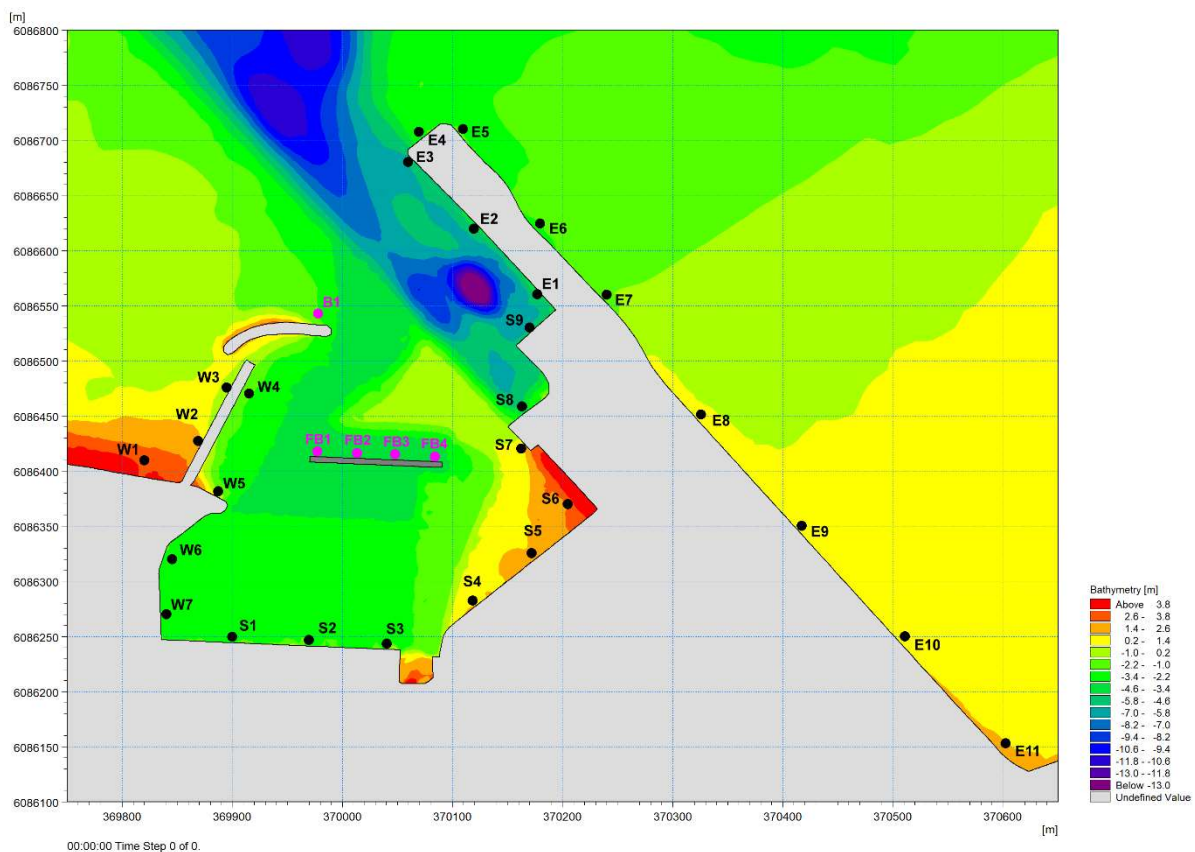 [m]
6086800
6086750
6086700
6086650
6086600
6086550
6086500
6086450
6086400
6086350
6086300
6086250
6086200
6086150
6086100
E4
E5
E3
E2
E6
E1
E7
B1
S9
W3
W4
S8
E8
W2
FB1 FB2 FB3 FB4
S7
W1
W5
S6
E9
S5
W6
S4
W7
S1
S2
S3
E10
E11
369800 369900 370000 370100 370200 370300 370400 370500 370600
[m]
00:00:00 Time Step 0 of 0.
Bathymetry [m]
Above 3.8
2.6 - 3.8
1.4 - 2.6
0.2 - 1.4
-1.0 - 0.2
-2.2 - -1.0
-3.4 - -2.2
-4.6 - -3.4
-5.8 - -4.6
-7.0 - -5.8
-8.2 - -7.0
-9.4 - -8.2
-10.6 - -9.4
-11.8 - -10.6
-13.0 - -11.8
Below -13.0
Undefined Value